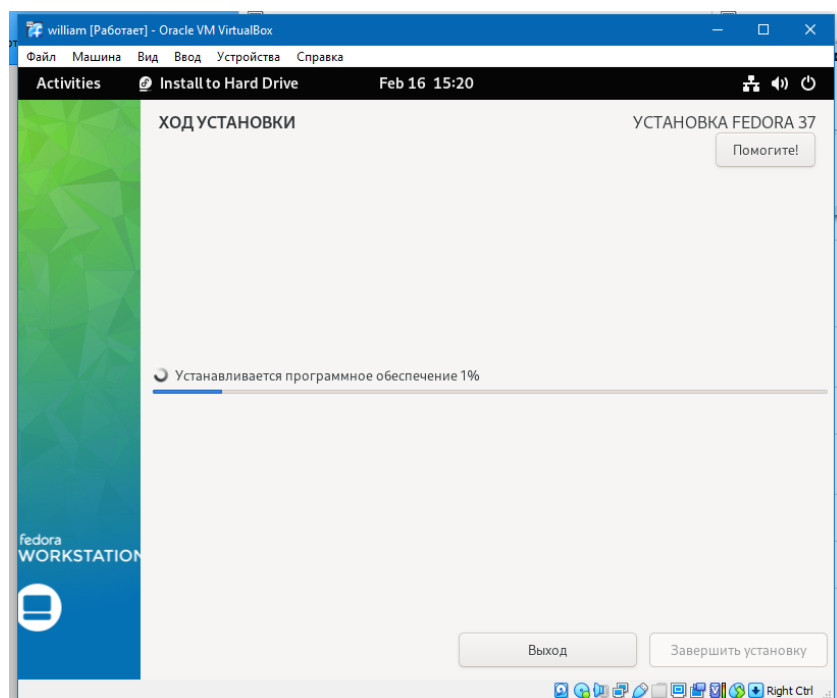 william [Работает] - Oracle VM VirtualBox
Файл Машина Вид Ввод Устройства Справка
Activities Install to Hard Drive Feb 16 15:20
ХОД УСТАНОВКИ УСТАНОВКА FEDORA 37
Помогите!
Устанавливается программное обеспечение 1%
fedora
WORKSTATION
Выход Завершить установку
Right Ctrl